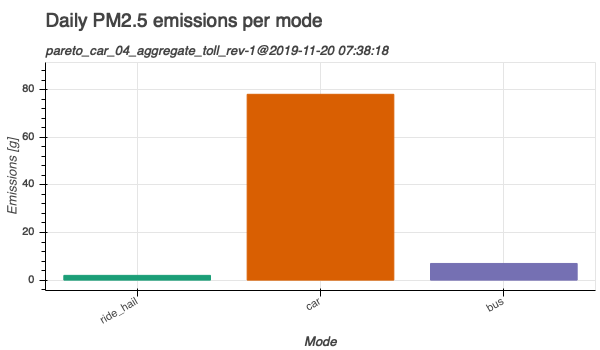 Daily PM2.5 emissions per mode
pareto_car_04_aggregate_toll_rev-1@2019-11-20 07:38:18
80
60
40
20
0
Emissions [g]
ride_hail
car
bus
Mode